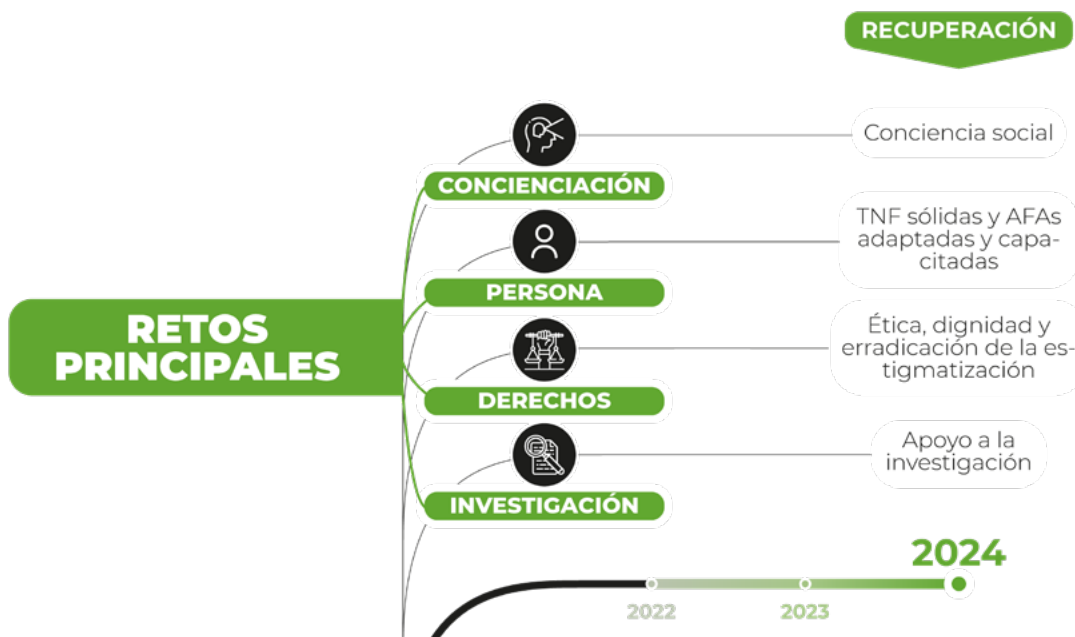 RECUPERACIÓN
Conciencia social
CONCIENCIACIÓN
TNF sólidas y AFAs
adaptadas y capa-
citadas
PERSONA
RETOS
PRINCIPALES
Ética, dignidad y
erradicación de la es-
tigmatización
DERECHOS
Apoyo a la
investigación
INVESTIGACIÓN
2024
2022
2023